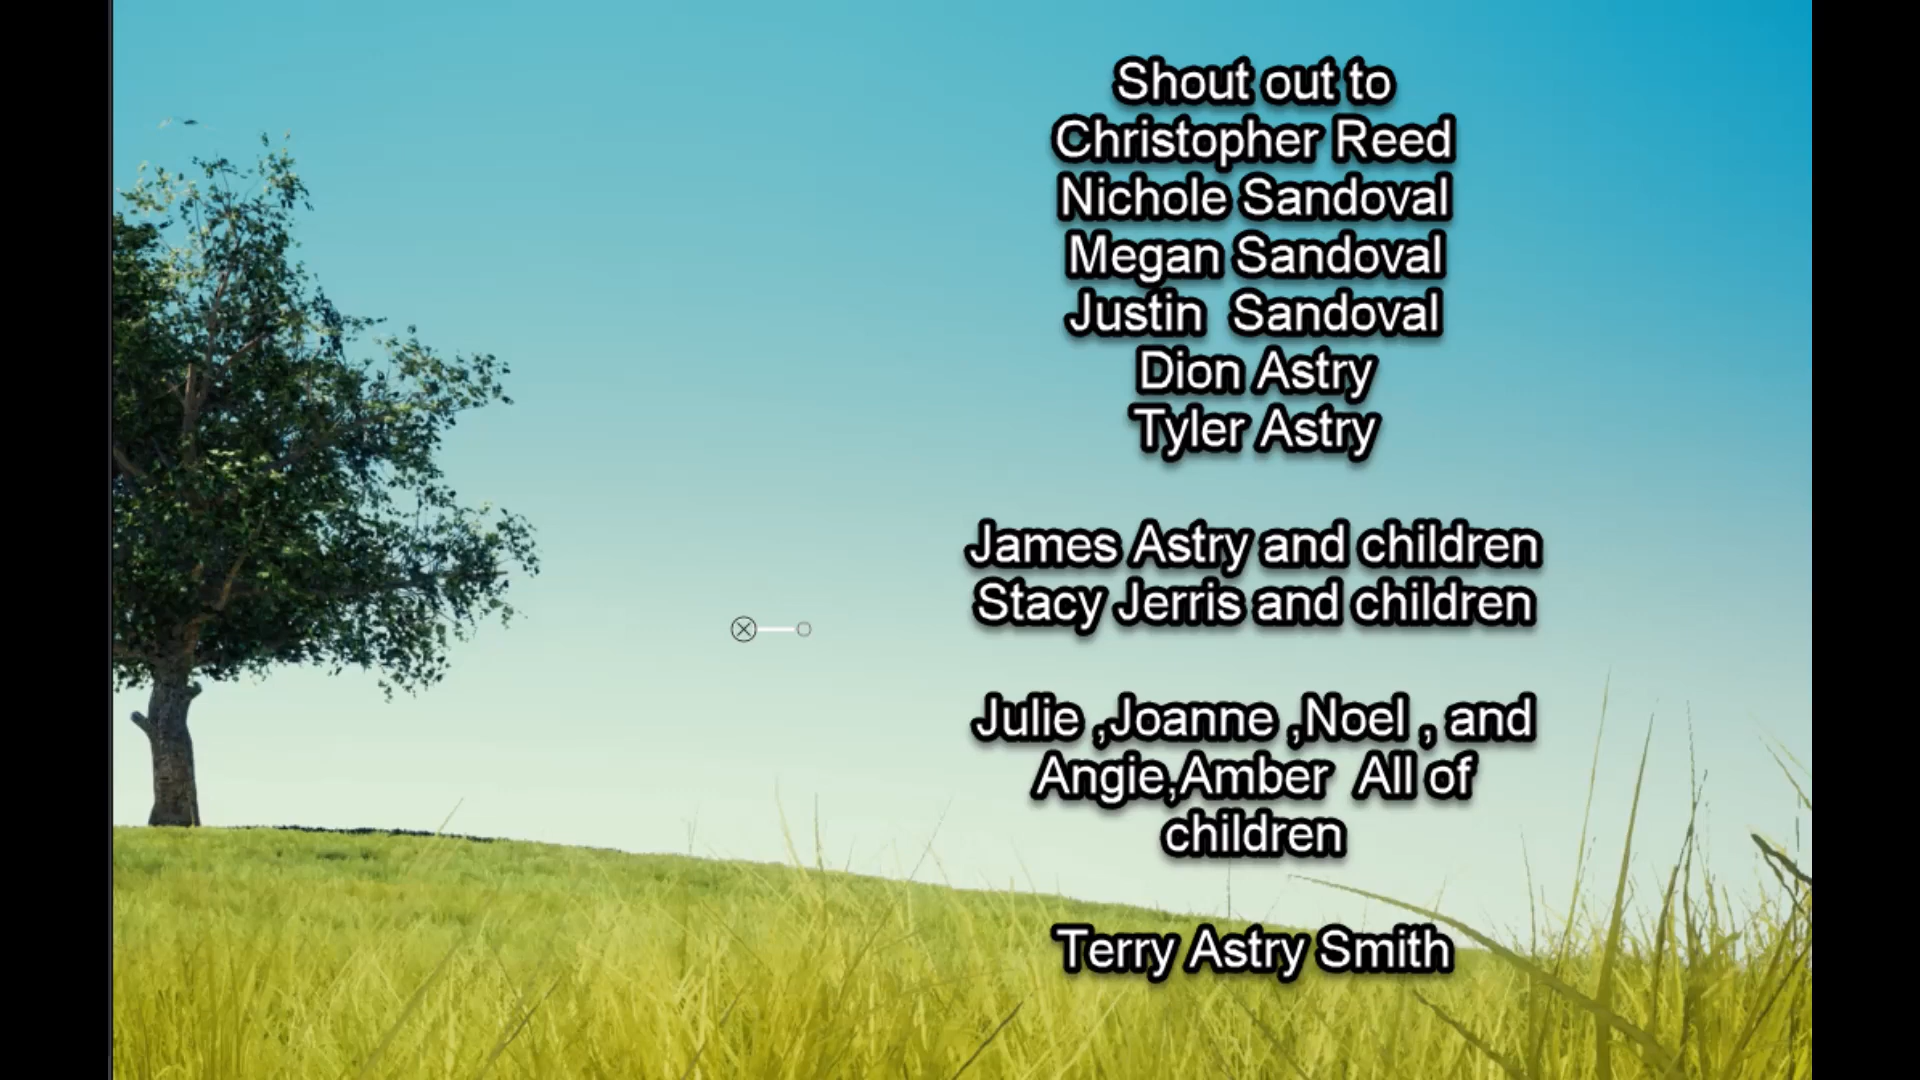 Shout out to
Christopher Reed
Nichole Sandoval
Megan Sandoval
Justin  Sandoval
Dion Astry
Tyler Astry
James Astry and children
Stacy Jerris and children
Julie ,Joanne ,Noel , and
Angie,Amber  All of
children
Terry Astry Smith